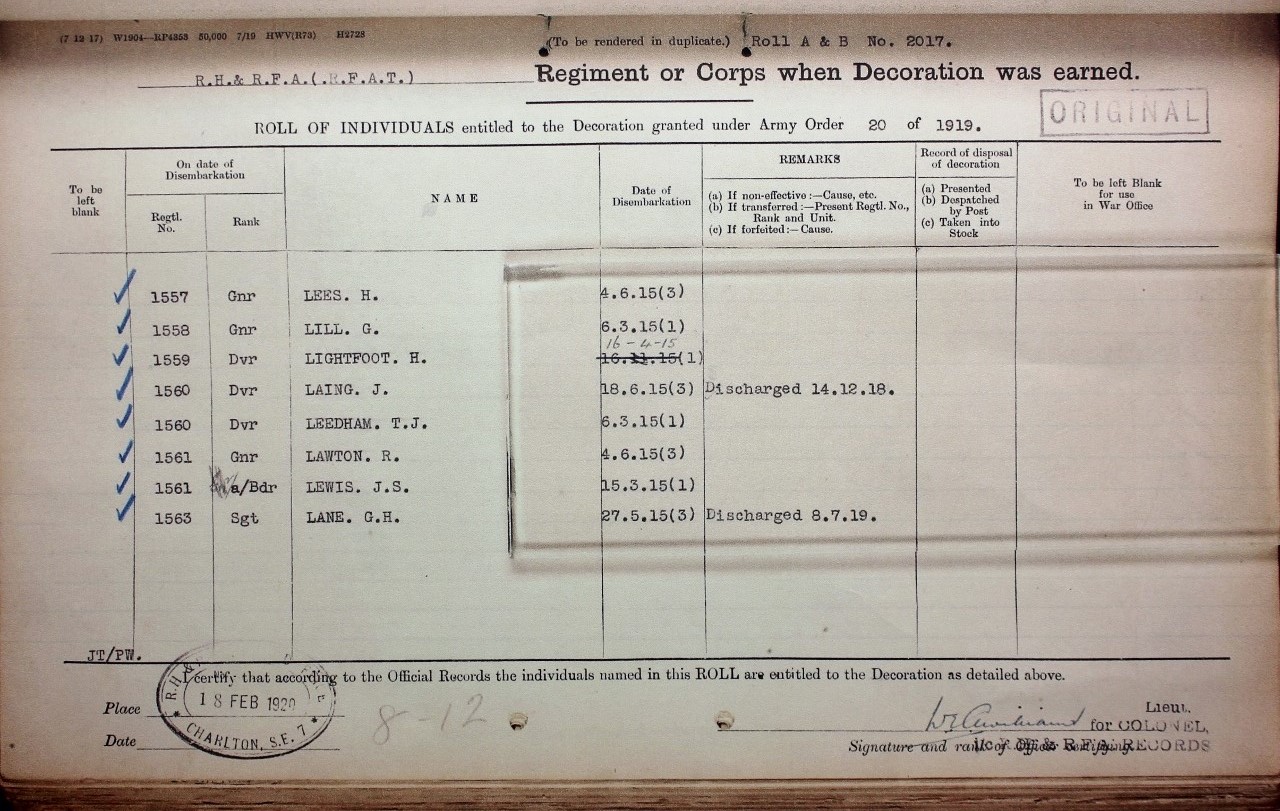 (7 12 17) W1904—RP4353 50,000 7/19 HWV(R73) H2728
(To be rendered in duplicate.) Roll A & B No. 2017.
R.H.& R.F.A.(.R.F.A.T.) Regiment or Corps when Decoration was earned.
ORIGINAL
ROLL OF INDIVIDUALS entitled to the Decoration granted under Army Order 20 of 1919.
To be left blank
On date of Disembarkation
Regtl. No.
Rank
NAME
Date of Disembarkation
REMARKS
(a) If non-effective :—Cause, etc.
(b) If transferred :—Present Regtl. No., Rank and Unit.
(c) If forfeited :— Cause.
Record of disposal of decoration
(a) Presented
(b) Despatched by Post
(c) Taken into Stock
To be left Blank for use in War Office
1557 Gnr LEES. H. 4.6.15(3)
1558 Gnr LILL. G. 6.3.15(1)
16-4-15
1559 Dvr LIGHTFOOT. H. 16.11.15(1)
1560 Dvr LAING. J. 18.6.15(3) Discharged 14.12.18.
1560 Dvr LEEDHAM. T.J. 6.3.15(1)
1561 Gnr LAWTON. R. 4.6.15(3)
1561 a/Bdr LEWIS. J.S. 15.3.15(1)
1563 Sgt LANE. G.H. 27.5.15(3) Discharged 8.7.19.
JT/PW.
I certify that according to the Official Records the individuals named in this ROLL are entitled to the Decoration as detailed above.
R.H. &
18 FEB 1920
CHARLTON, S.E. 7
Place
Date
8-12
Lieut.
for COLONEL,
Signature and rank of Officer certifying.
R.F.A. RECORDS